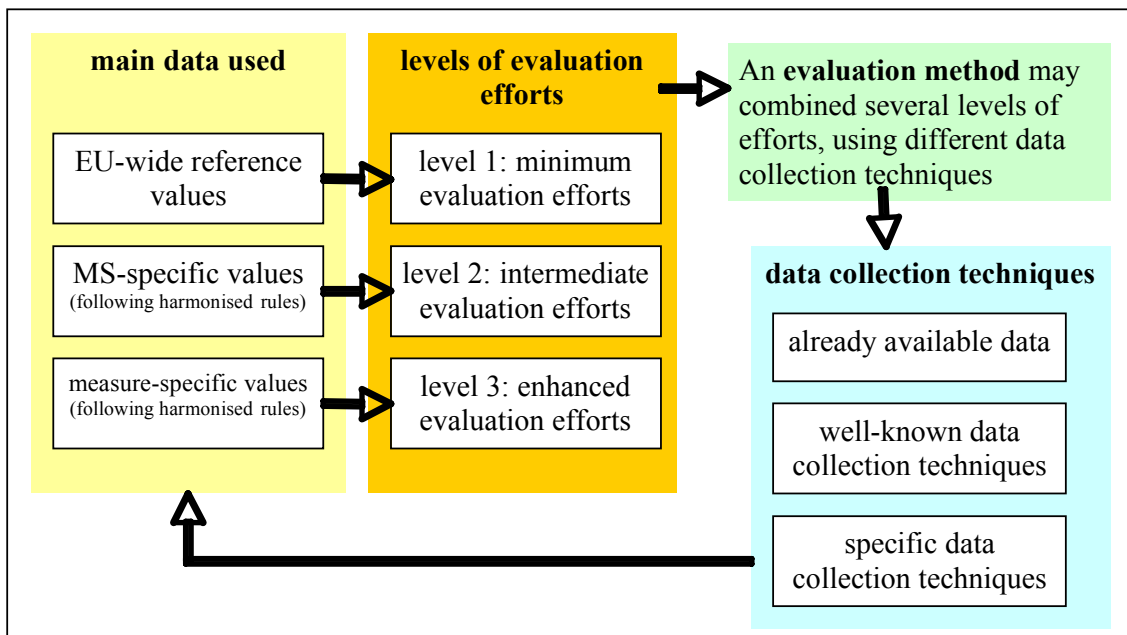 main data used
EU-wide reference
values
MS-specific values
(following harmonised rules)
measure-specific values
(following harmonised rules)
levels of evaluation
efforts
level 1: minimum
evaluation efforts
level 2: intermediate
evaluation efforts
level 3: enhanced
evaluation efforts
An evaluation method may
combined several levels of
efforts, using different data
collection techniques
data collection techniques
already available data
well-known data
collection techniques
specific data
collection techniques